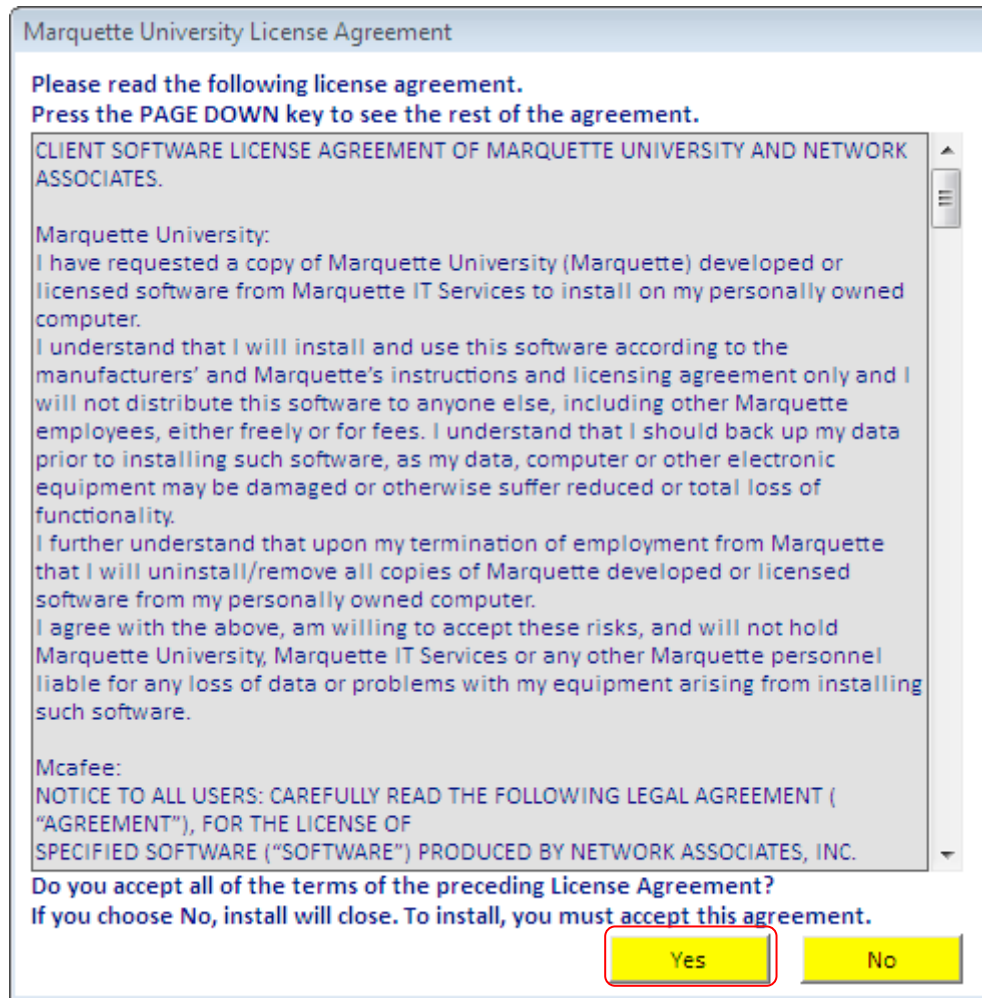 Marquette University License Agreement
Please read the following license agreement.
Press the PAGE DOWN key to see the rest of the agreement.
CLIENT SOFTWARE LICENSE AGREEMENT OF MARQUETTE UNIVERSITY AND NETWORK
ASSOCIATES.
Marquette University:
I have requested a copy of Marquette University (Marquette) developed or
licensed software from Marquette IT Services to install on my personally owned
computer.
I understand that I will install and use this software according to the
manufacturers’ and Marquette’s instructions and licensing agreement only and I
will not distribute this software to anyone else, including other Marquette
employees, either freely or for fees. I understand that I should back up my data
prior to installing such software, as my data, computer or other electronic
equipment may be damaged or otherwise suffer reduced or total loss of
functionality.
I further understand that upon my termination of employment from Marquette
that I will uninstall/remove all copies of Marquette developed or licensed
software from my personally owned computer.
I agree with the above, am willing to accept these risks, and will not hold
Marquette University, Marquette IT Services or any other Marquette personnel
liable for any loss of data or problems with my equipment arising from installing
such software.
Mcafee:
NOTICE TO ALL USERS: CAREFULLY READ THE FOLLOWING LEGAL AGREEMENT (
“AGREEMENT”), FOR THE LICENSE OF
SPECIFIED SOFTWARE (“SOFTWARE”) PRODUCED BY NETWORK ASSOCIATES, INC.
Do you accept all of the terms of the preceding License Agreement?
If you choose No, install will close. To install, you must accept this agreement.
Yes
No